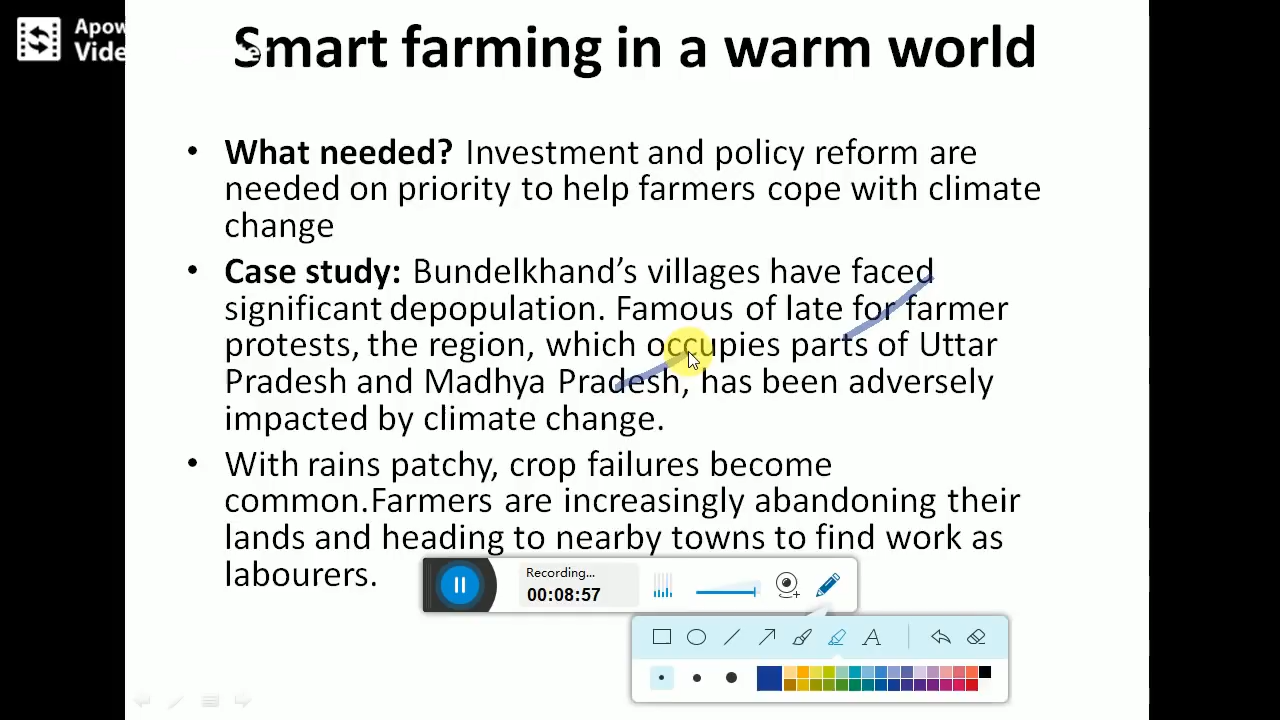 Apow
Vide
Smart farming in a warm world
• What needed? Investment and policy reform are
needed on priority to help farmers cope with climate
change
• Case study: Bundelkhand’s villages have faced
significant depopulation. Famous of late for farmer
protests, the region, which occupies parts of Uttar
Pradesh and Madhya Pradesh, has been adversely
impacted by climate change.
• With rains patchy, crop failures become
common.Farmers are increasingly abandoning their
lands and heading to nearby towns to find work as
labourers.
Recording...
00:08:57
A